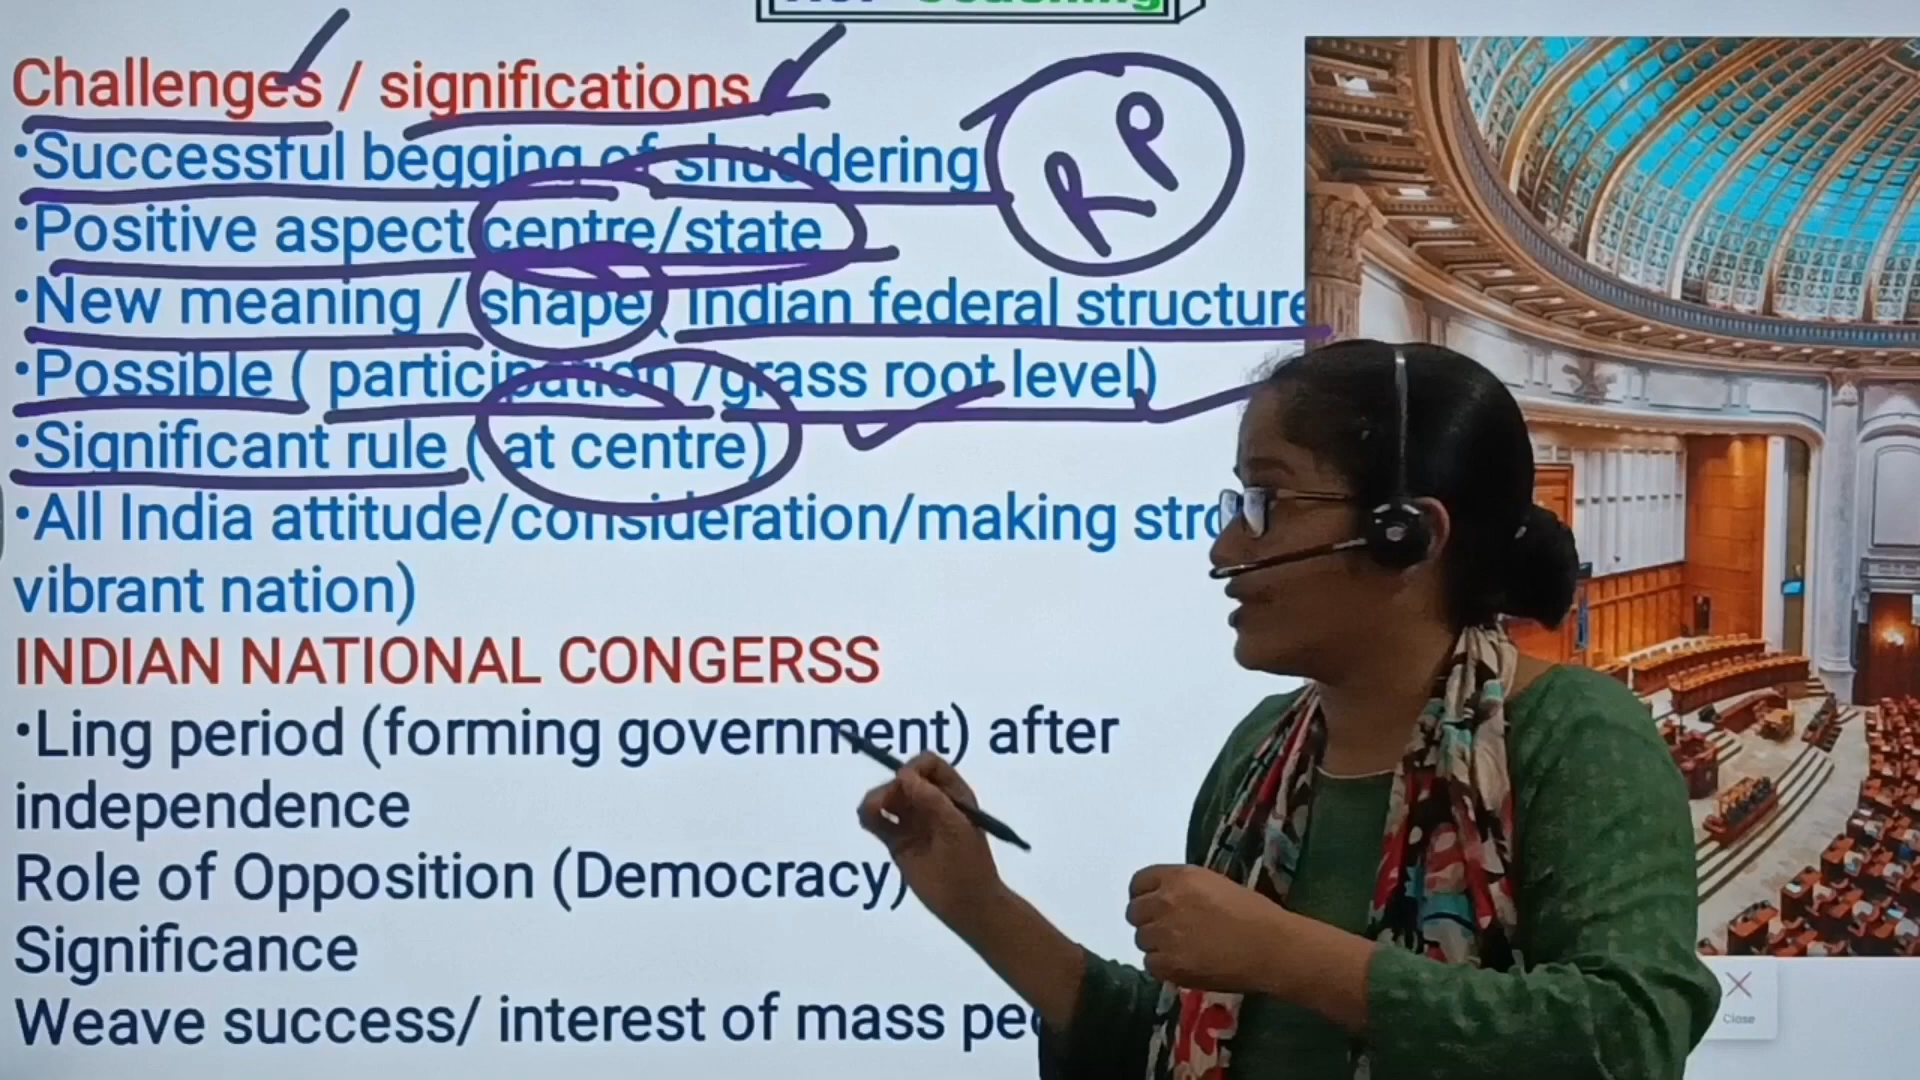 Coaching
Challenges / significations
RP
•Successful begging of shuddering
•Positive aspect centre/state
•New meaning / shape( Indian federal structure
•Possible ( participation /grass root level)
•Significant rule ( at centre)
•All India attitude/consideration/making
vibrant nation)
INDIAN NATIONAL CONGERSS
•Ling period (forming government) after
independence
Role of Opposition (Democracy)
Significance
Weave success/ interest of mass
Close